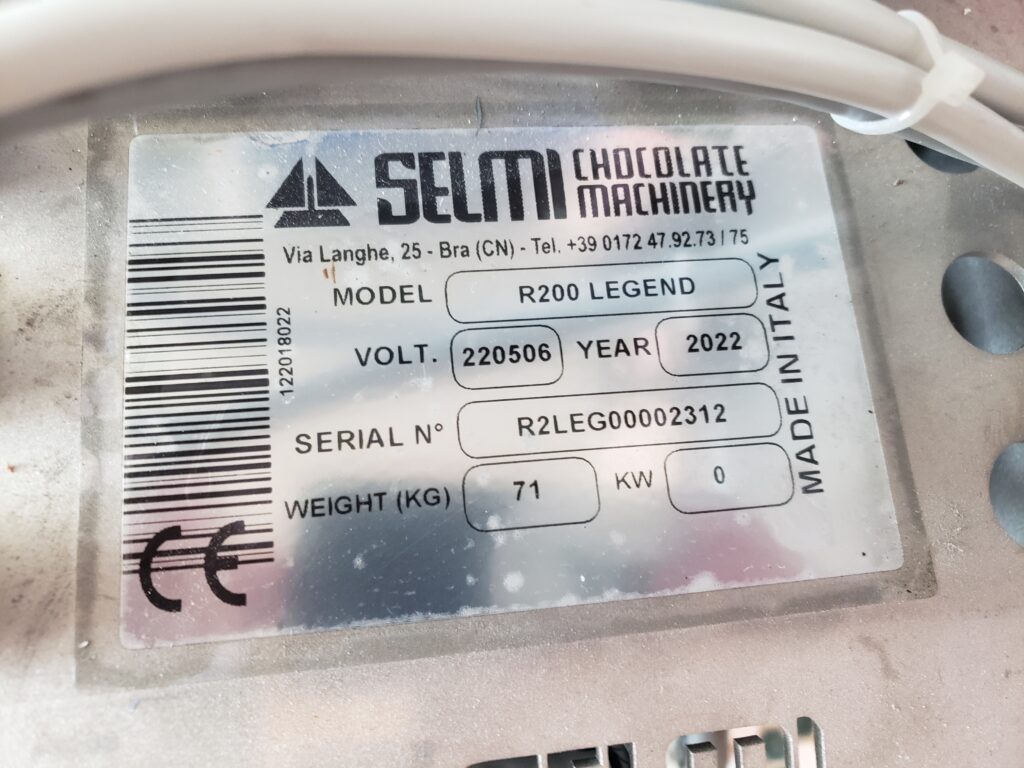 SELMI CHOCOLATE MACHINERY
Via Langhe, 25 - Bra (CN) - Tel. +39 0172 47.92.73 / 75
MODEL R200 LEGEND
VOLT. 220506 YEAR 2022
SERIAL N° R2LEG00002312
WEIGHT (KG) 71 KW 0
MADE IN ITALY
122018022
CE